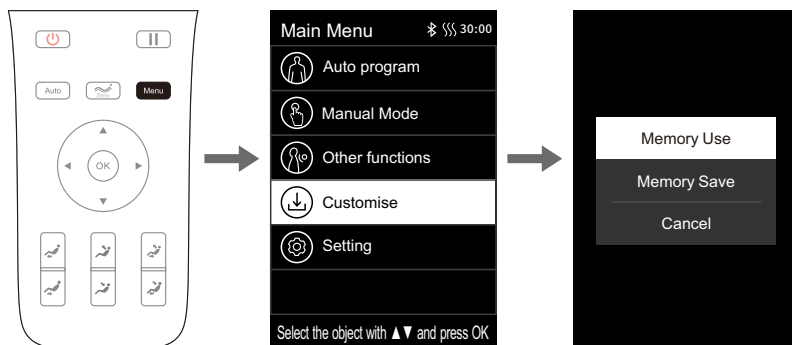 Auto
Zero
Menu
OK
Main Menu 30:00
Auto program
Manual Mode
Other functions
Customise
Setting
Select the object with ▲▼ and press OK
Memory Use
Memory Save
Cancel